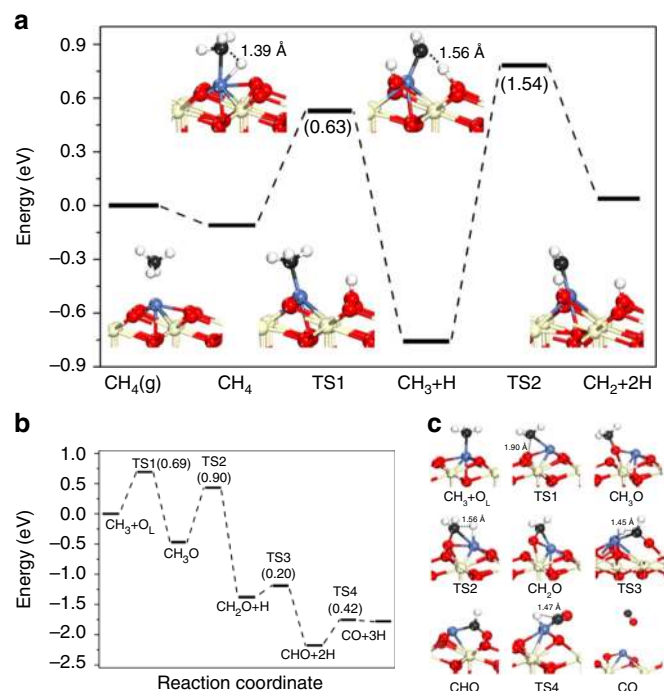 a
0.9
0.6
0.3
0.0
–0.3
–0.6
–0.9
Energy (eV)
1.39 Å
1.56 Å
(0.63)
(1.54)
CH₄(g)
CH₄
TS1
CH₃+H
TS2
CH₂+2H
b
1.0
0.5
0.0
–0.5
–1.0
–1.5
–2.0
–2.5
Energy (eV)
TS1(0.69)
TS2
(0.90)
CH₃+O_L
CH₃O
TS3
(0.20)
CH₂O+H
TS4
(0.42)
CHO+2H
CO+3H
Reaction coordinate
c
1.90 Å
CH₃+O_L
TS1
CH₃O
1.56 Å
1.45 Å
TS2
CH₂O
TS3
1.47 Å
CHO
TS4
CO